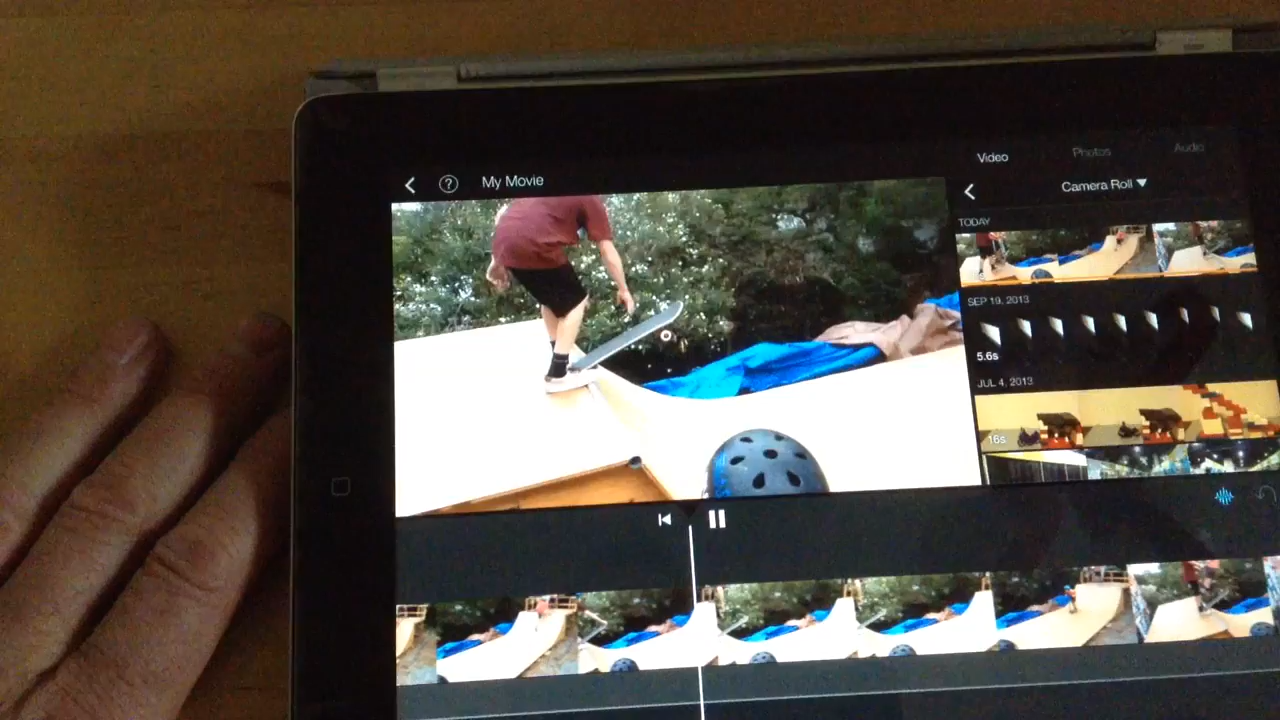 My Movie
Video Photos Audio
Camera Roll
TODAY
SEP 19, 2013
5.6s
JUL 4, 2013
16s